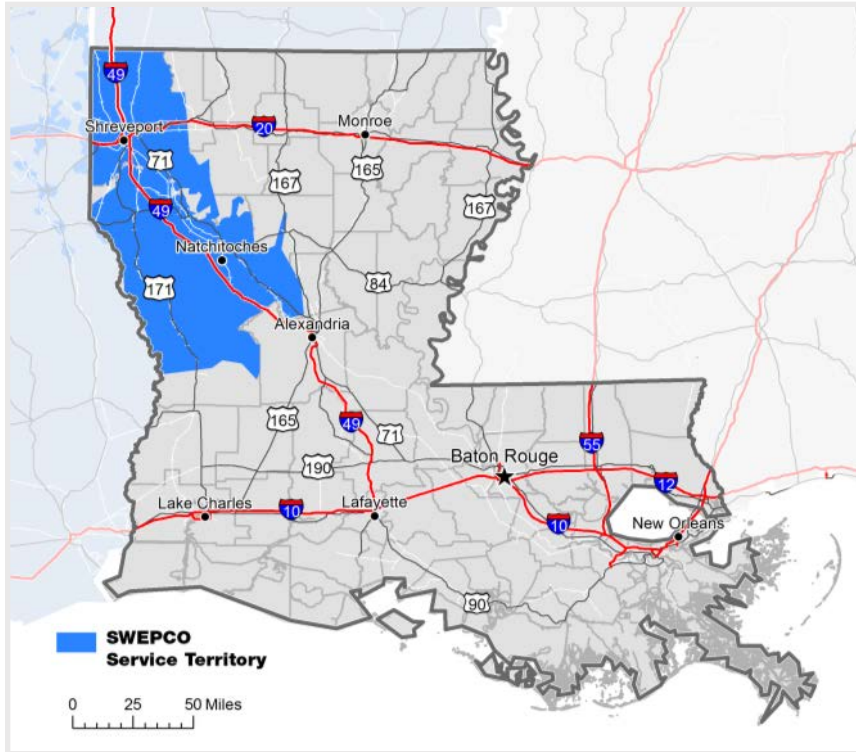 49
Shreveport
20
Monroe
71
167
165
49
167
Natchitoches
171
84
Alexandria
165
49
71
55
190
Baton Rouge
12
Lake Charles
10
Lafayette
10
New Orleans
90
SWEPCO
Service Territory
0 25 50 Miles